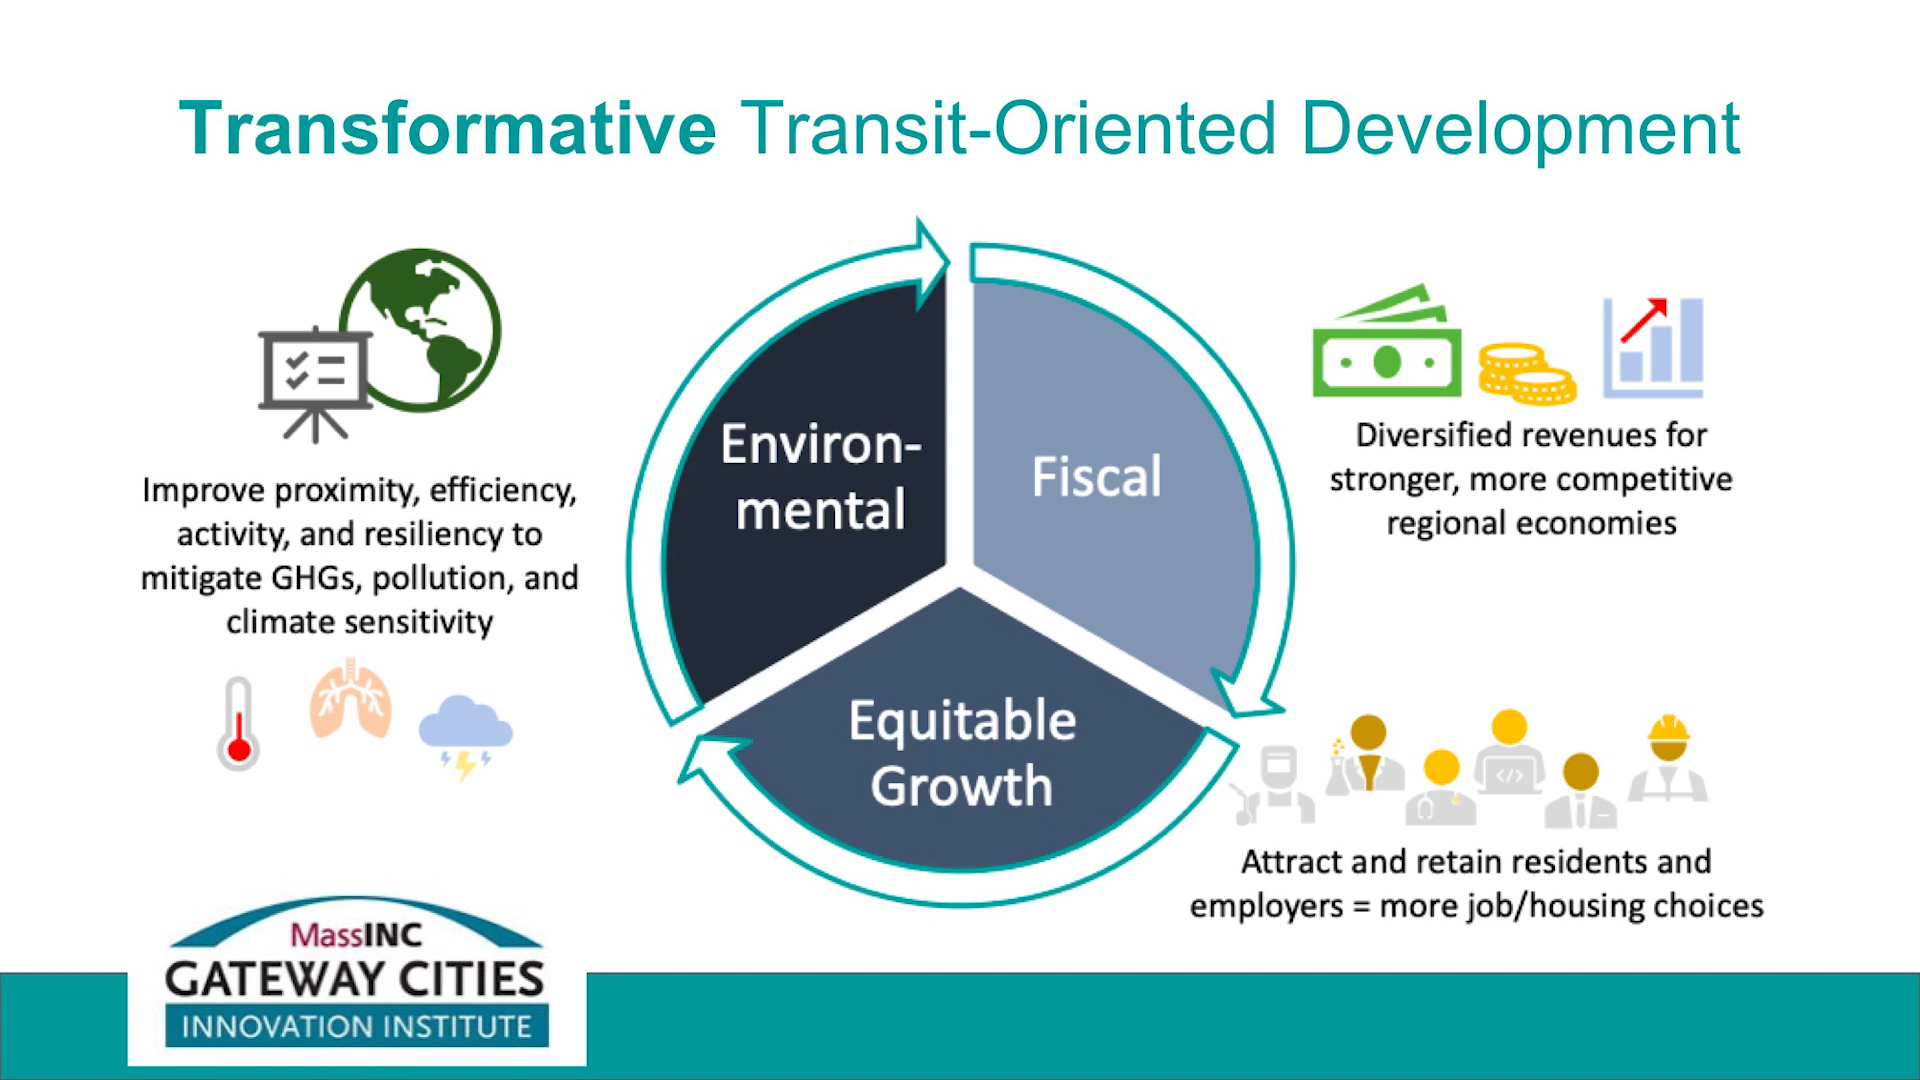 Transformative Transit-Oriented Development
Environ-
mental
Fiscal
Equitable
Growth
Improve proximity, efficiency,
activity, and resiliency to
mitigate GHGs, pollution, and
climate sensitivity
Diversified revenues for
stronger, more competitive
regional economies
</>
Attract and retain residents and
employers = more job/housing choices
MassINC
GATEWAY CITIES
INNOVATION INSTITUTE